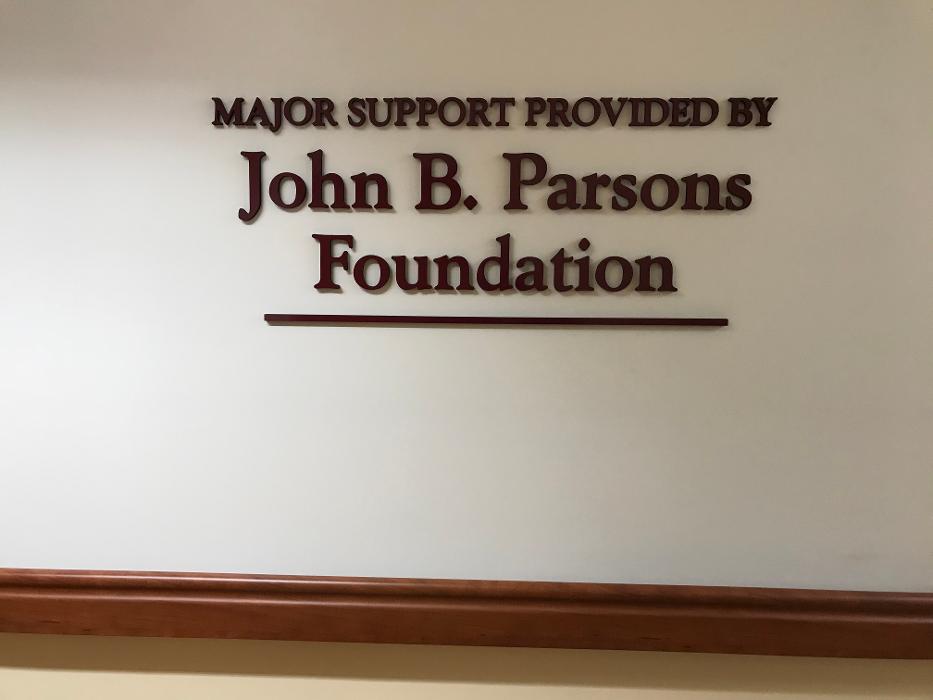 MAJOR SUPPORT PROVIDED BY
John B. Parsons
Foundation